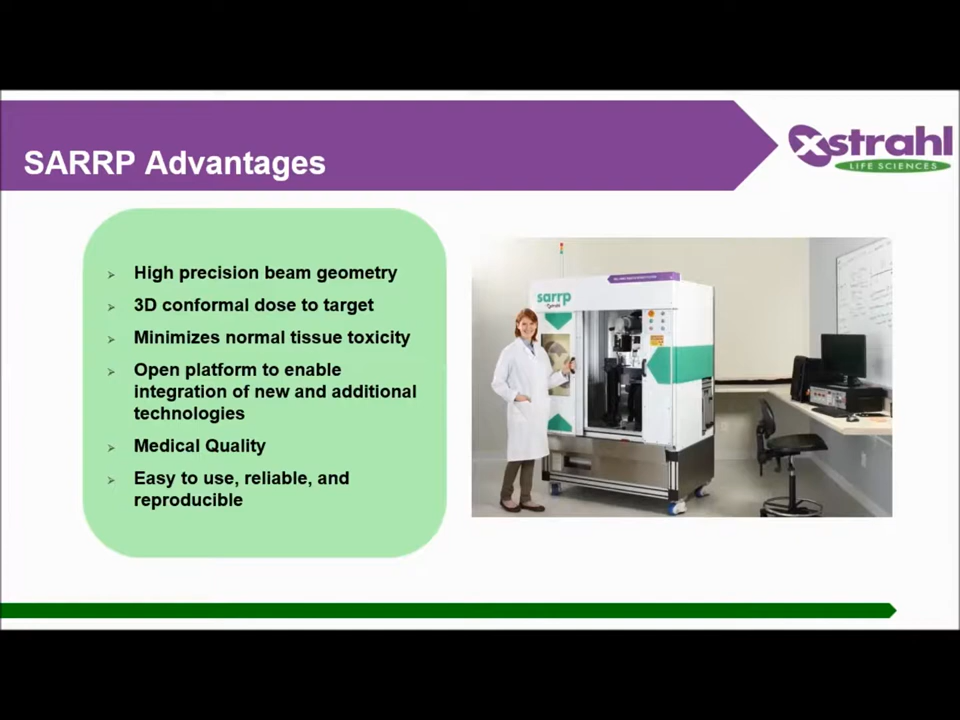 SARRP Advantages
xstrahl
LIFE SCIENCES
High precision beam geometry
3D conformal dose to target
Minimizes normal tissue toxicity
Open platform to enable
integration of new and additional
technologies
Medical Quality
Easy to use, reliable, and
reproducible
sarrp